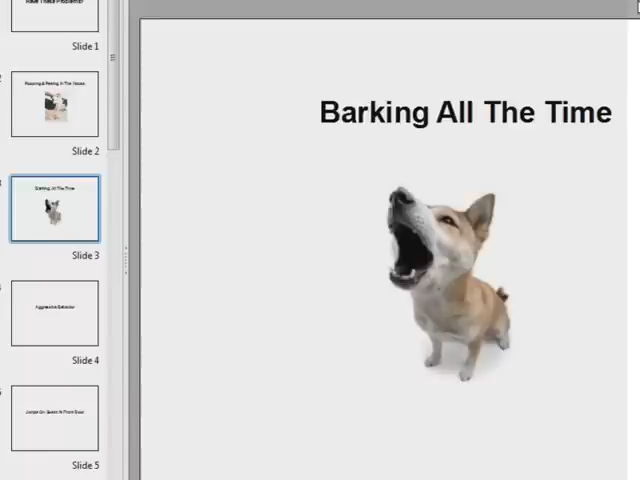 Have These Problems?
Slide 1
Pooping & Peeing In The House
Slide 2
Barking All The Time
Slide 3
Aggressive Behavior
Slide 4
Jumps On Guest At Front Door
Slide 5
Barking All The Time